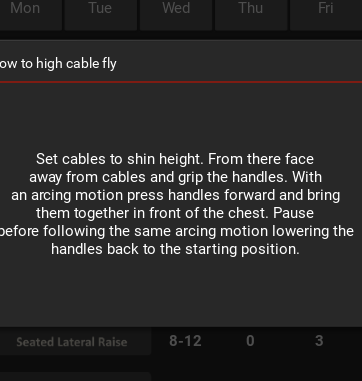 Mon Tue Wed Thu Fri
ow to high cable fly
Set cables to shin height. From there face
away from cables and grip the handles. With
an arcing motion press handles forward and bring
them together in front of the chest. Pause
before following the same arcing motion lowering the
handles back to the starting position.
Seated Lateral Raise 8-12 0 3